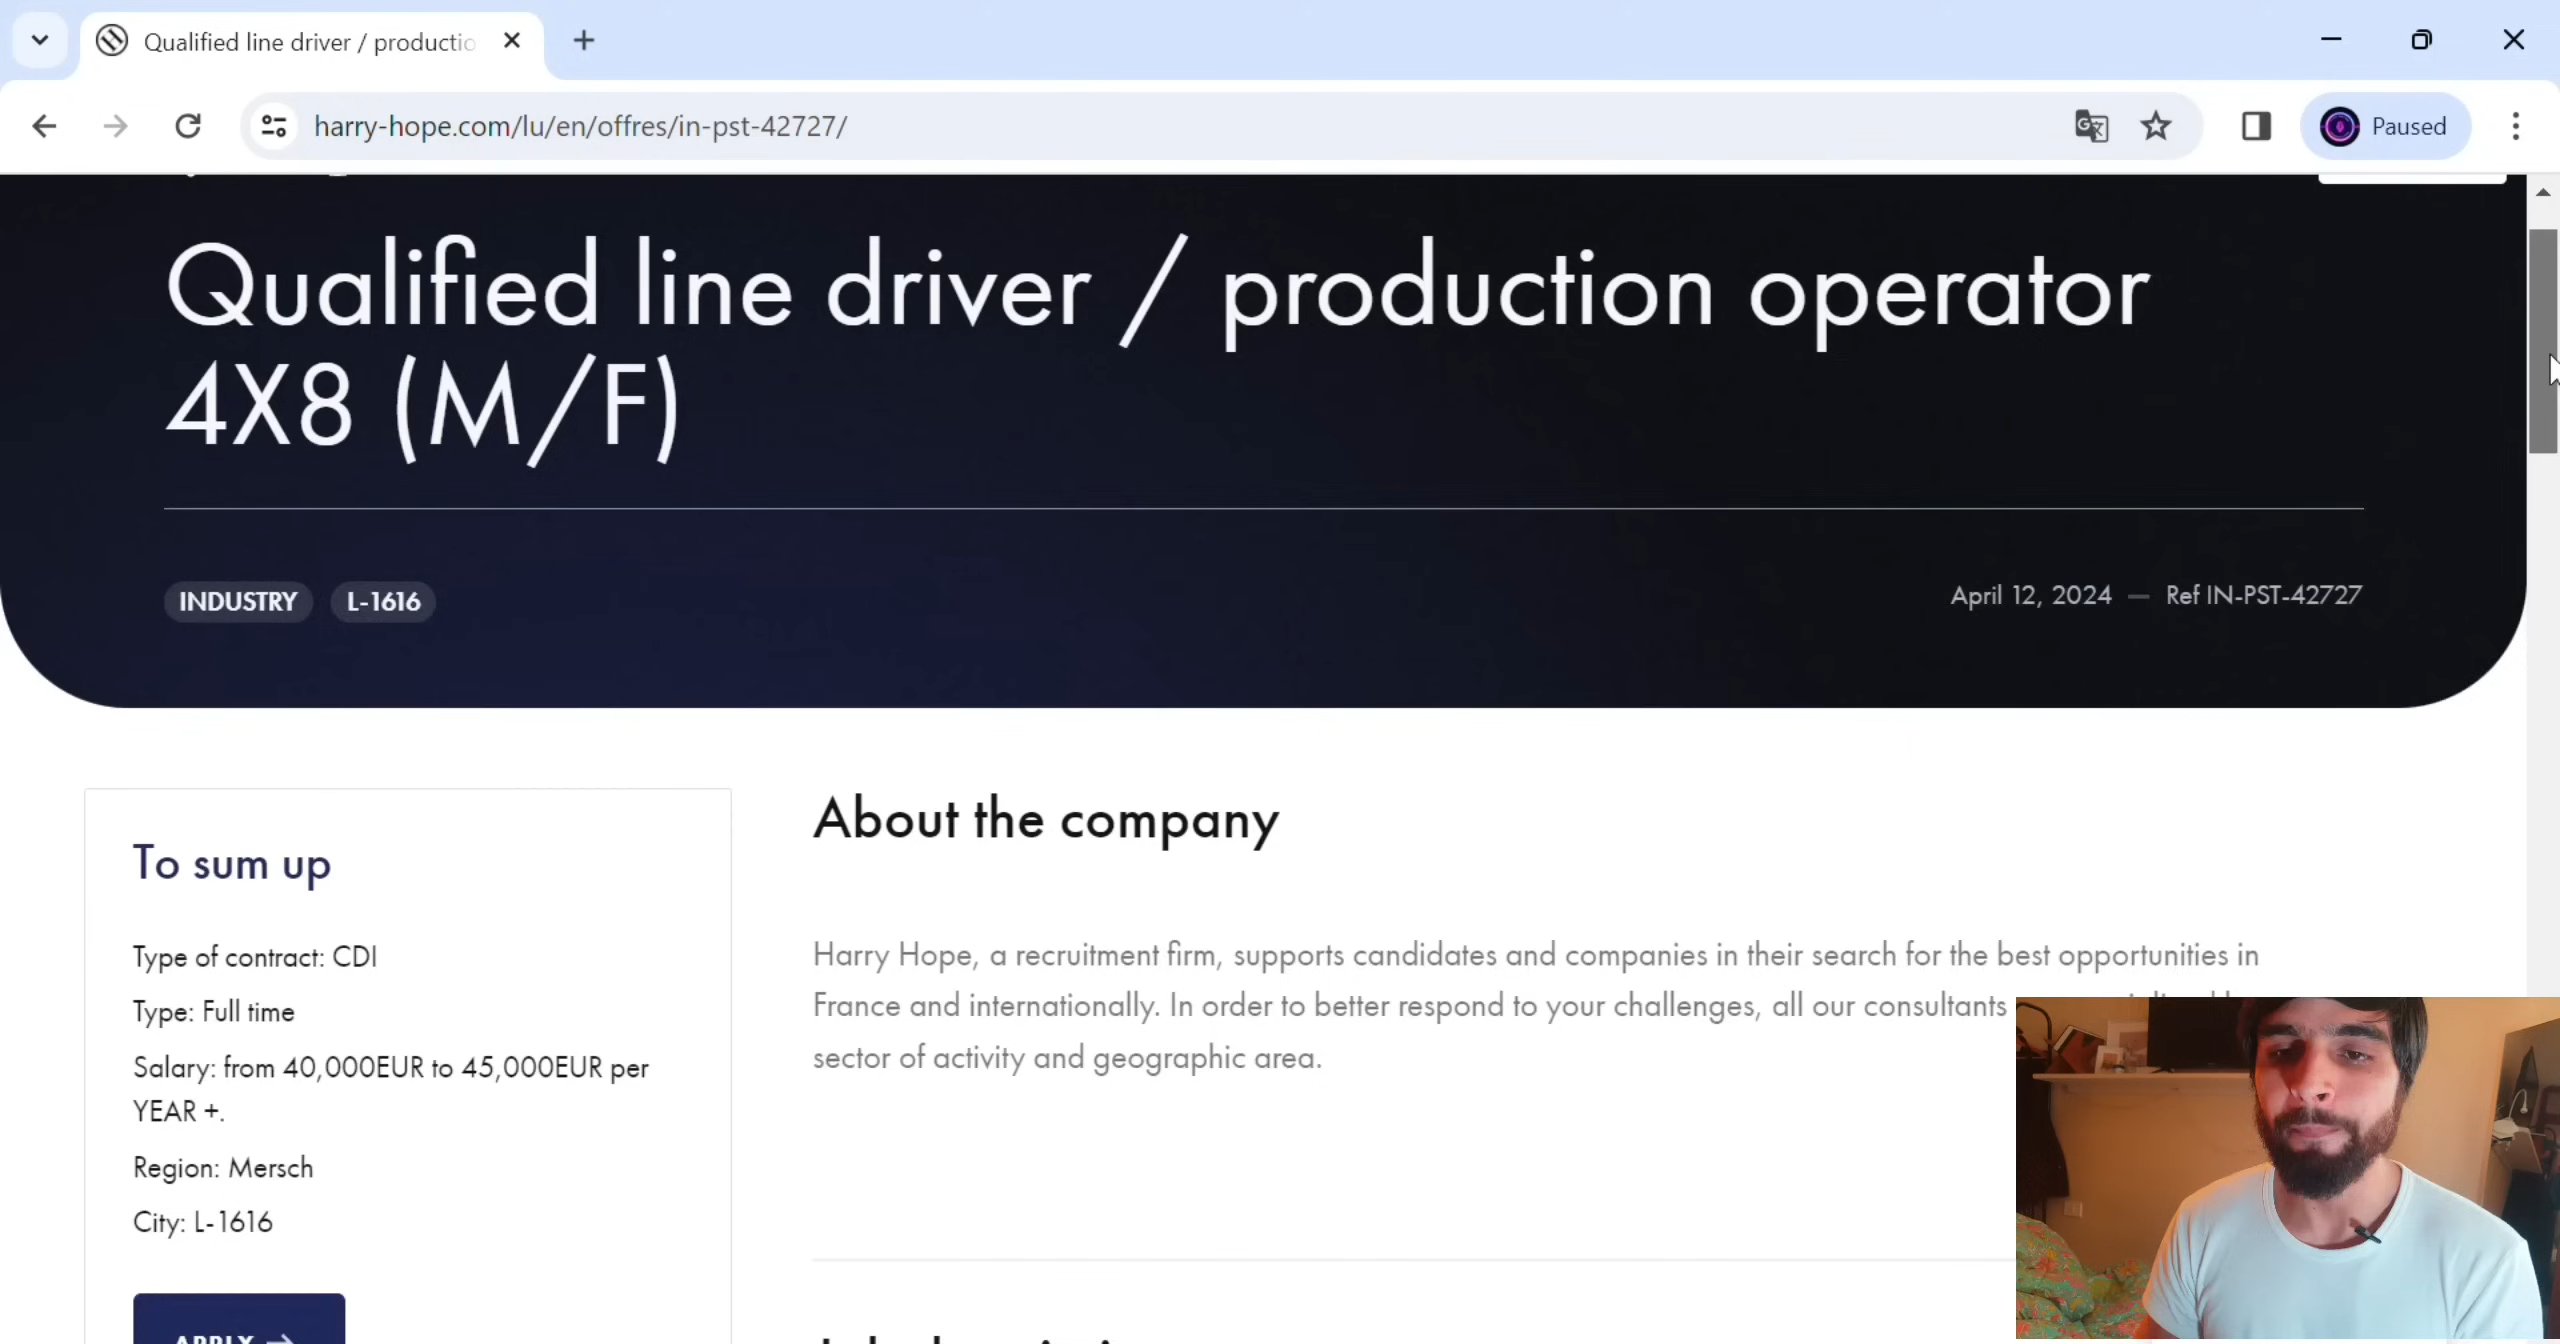 Qualified line driver / productio
harry-hope.com/lu/en/offres/in-pst-42727/
Paused
Qualified line driver / production operator
4X8 (M/F)
INDUSTRY L-1616
April 12, 2024 — Ref IN-PST-42727
To sum up
Type of contract: CDI
Type: Full time
Salary: from 40,000EUR to 45,000EUR per
YEAR +.
Region: Mersch
City: L-1616
APPLY →
About the company
Harry Hope, a recruitment firm, supports candidates and companies in their search for the best opportunities in
France and internationally. In order to better respond to your challenges, all our consultants
sector of activity and geographic area.